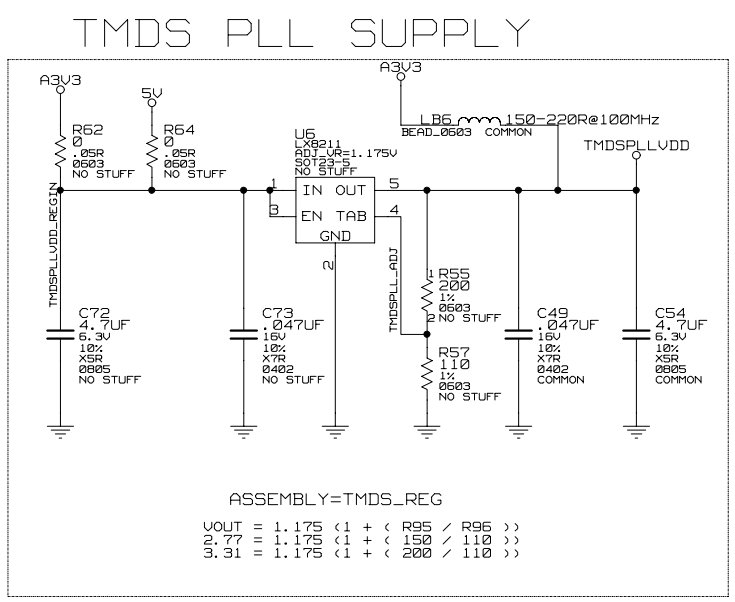 TMDS PLL SUPPLY
A3V3
A3V3
5V
LB6 150-220R@100MHz
BEAD_0603 COMMON
R62
0
.05R
0603
NO STUFF
R64
0
.05R
0603
NO STUFF
U6
LX8211
ADJ_VR=1.175V
SOT23-5
NO STUFF
TMDSPLLVDD
1 IN OUT 5
3 EN TAB 4
GND
2
TMDSPLLVDD_REGIN
TMDSPLL_ADJ
1 R55
200
1%
0603
2 NO STUFF
C72
4.7UF
6.3V
10%
X5R
0805
NO STUFF
C73
.047UF
16V
10%
X7R
0402
NO STUFF
R57
110
1%
0603
NO STUFF
C49
.047UF
16V
10%
X7R
0402
COMMON
C54
4.7UF
6.3V
10%
X5R
0805
COMMON
ASSEMBLY=TMDS_REG
VOUT = 1.175 (1 + ( R95 / R96 ))
2.77 = 1.175 (1 + ( 150 / 110 ))
3.31 = 1.175 (1 + ( 200 / 110 ))